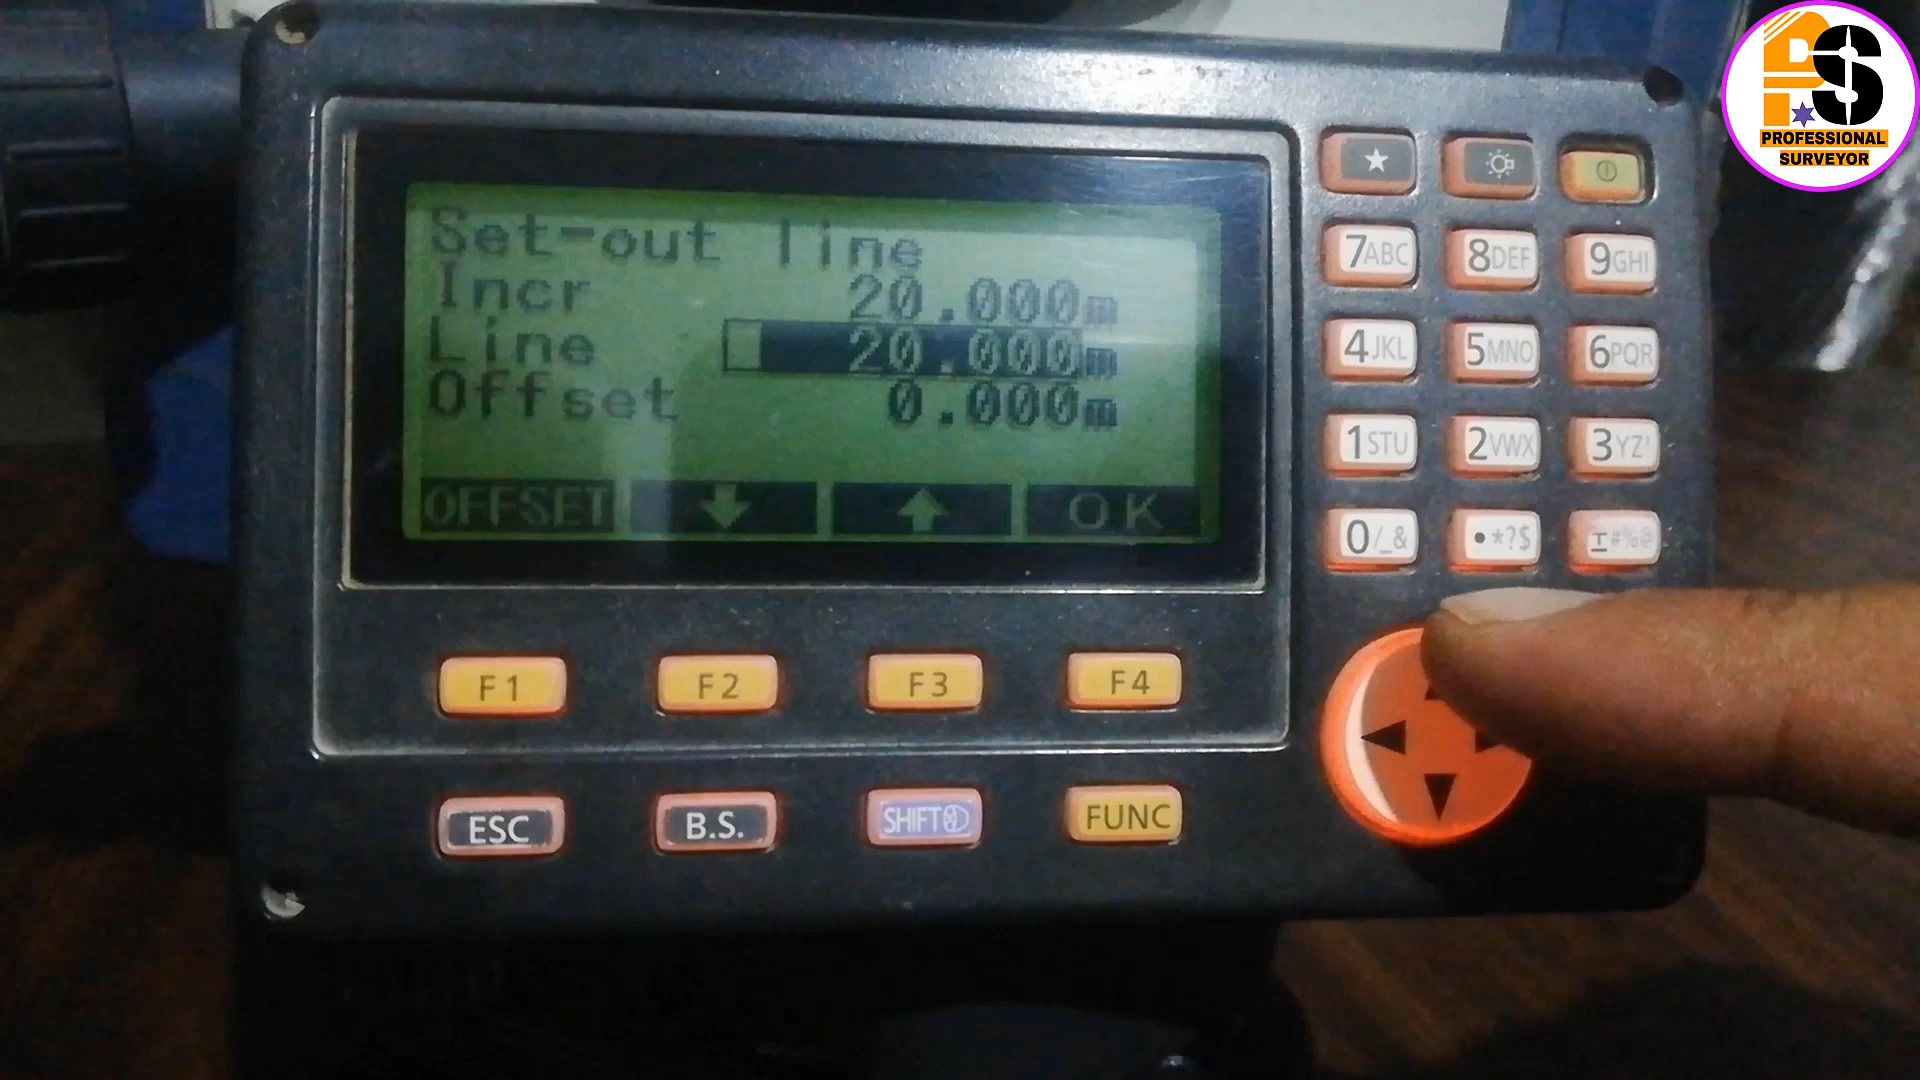 PS
PROFESSIONAL
SURVEYOR
Set-out line
Incr 20.000m
Line 20.000m
Offset 0.000m
OFFSET OK
7ABC 8DEF 9GHI
4JKL 5MNO 6PQR
1STU 2VWX 3YZ'
0/_& •*?$ #%@
F1 F2 F3 F4
ESC B.S. SHIFT FUNC